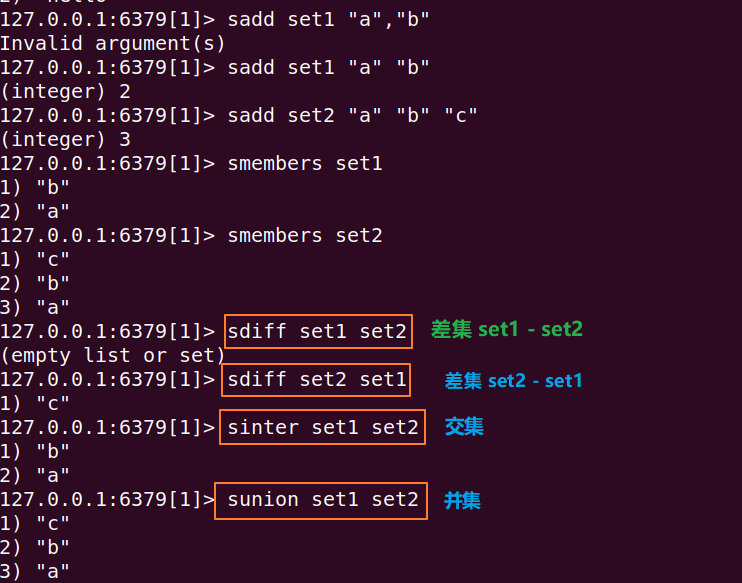 127.0.0.1:6379[1]> sadd set1 "a","b"
Invalid argument(s)
127.0.0.1:6379[1]> sadd set1 "a" "b"
(integer) 2
127.0.0.1:6379[1]> sadd set2 "a" "b" "c"
(integer) 3
127.0.0.1:6379[1]> smembers set1
1) "b"
2) "a"
127.0.0.1:6379[1]> smembers set2
1) "c"
2) "b"
3) "a"
127.0.0.1:6379[1]> sdiff set1 set2 差集 set1 - set2
(empty list or set)
127.0.0.1:6379[1]> sdiff set2 set1 差集 set2 - set1
1) "c"
127.0.0.1:6379[1]> sinter set1 set2 交集
1) "b"
2) "a"
127.0.0.1:6379[1]> sunion set1 set2 并集
1) "c"
2) "b"
3) "a"